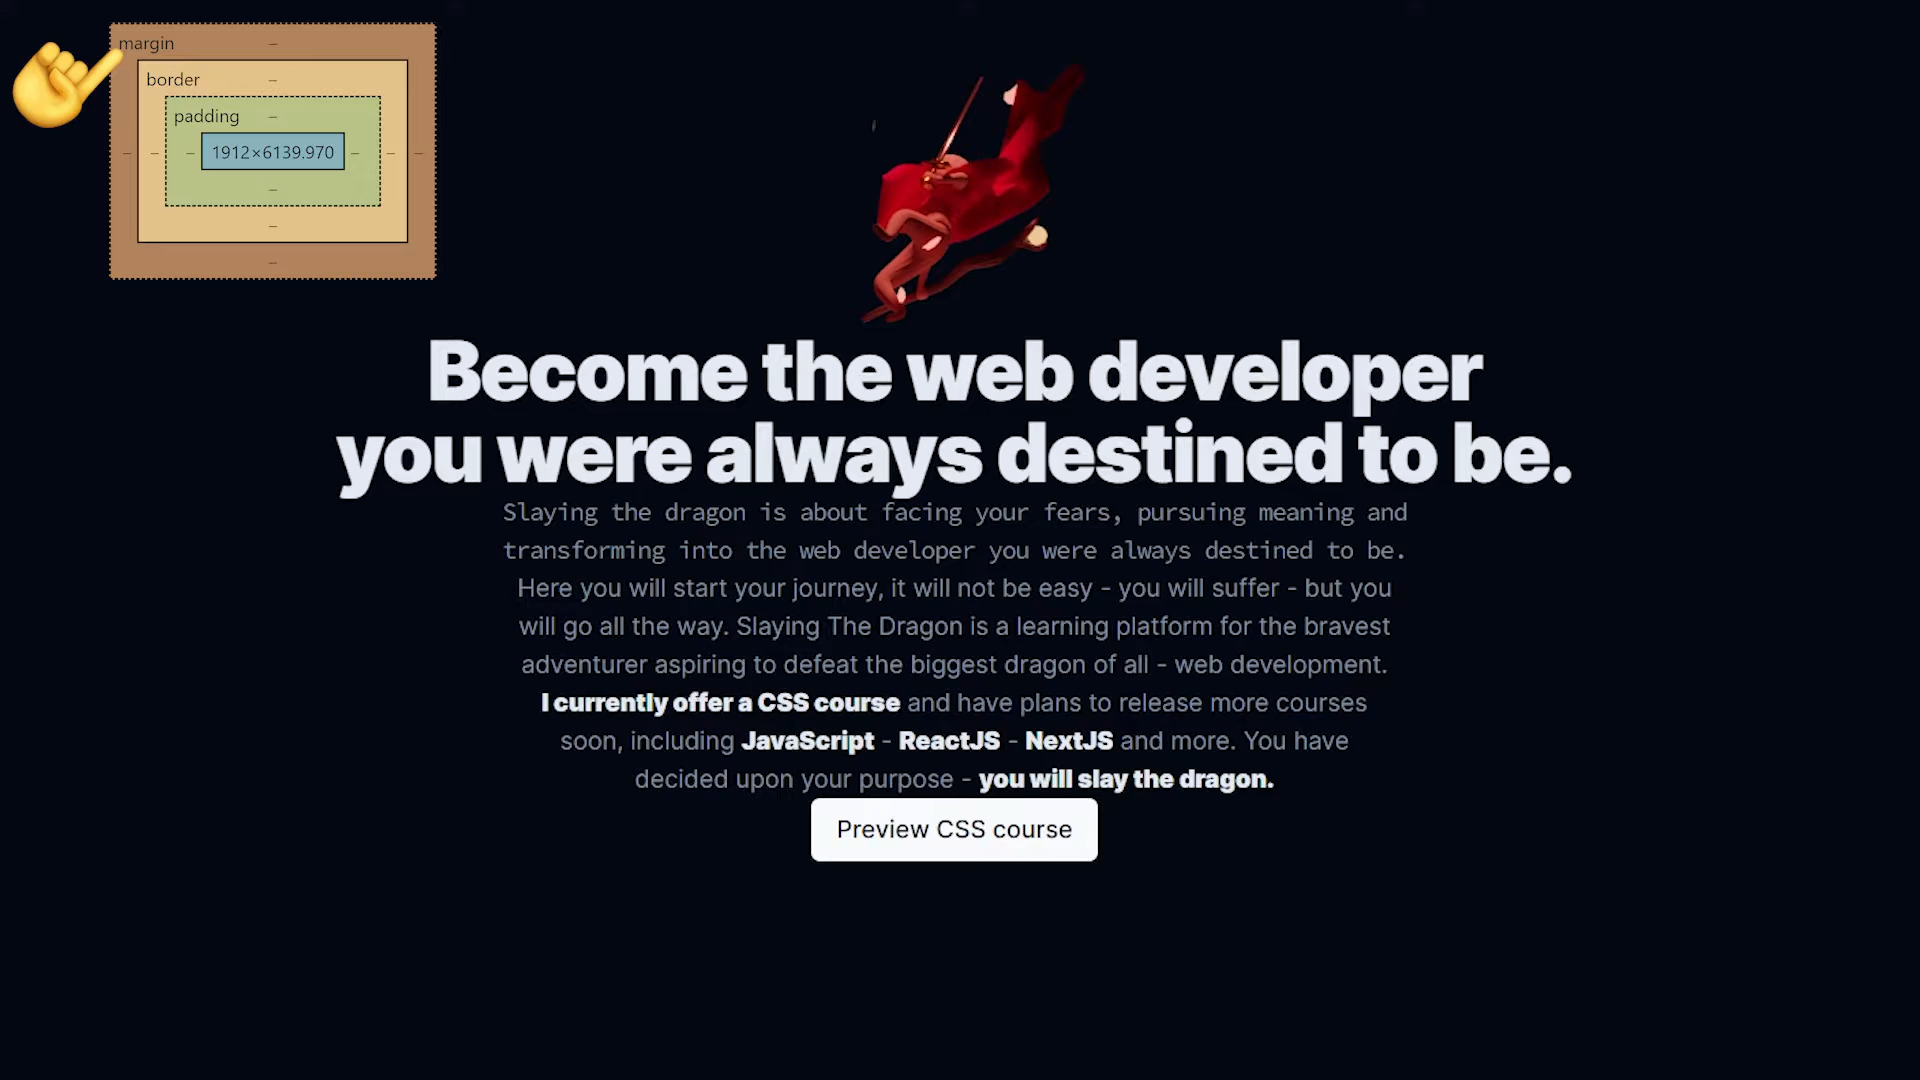 margin
–
border
–
padding
–
– – – 1912×6139.970 – – –
–
–
–
Become the web developer
you were always destined to be.
Slaying the dragon is about facing your fears, pursuing meaning and
transforming into the web developer you were always destined to be.
Here you will start your journey, it will not be easy - you will suffer - but you
will go all the way. Slaying The Dragon is a learning platform for the bravest
adventurer aspiring to defeat the biggest dragon of all - web development.
I currently offer a CSS course and have plans to release more courses
soon, including JavaScript - ReactJS - NextJS and more. You have
decided upon your purpose - you will slay the dragon.
Preview CSS course